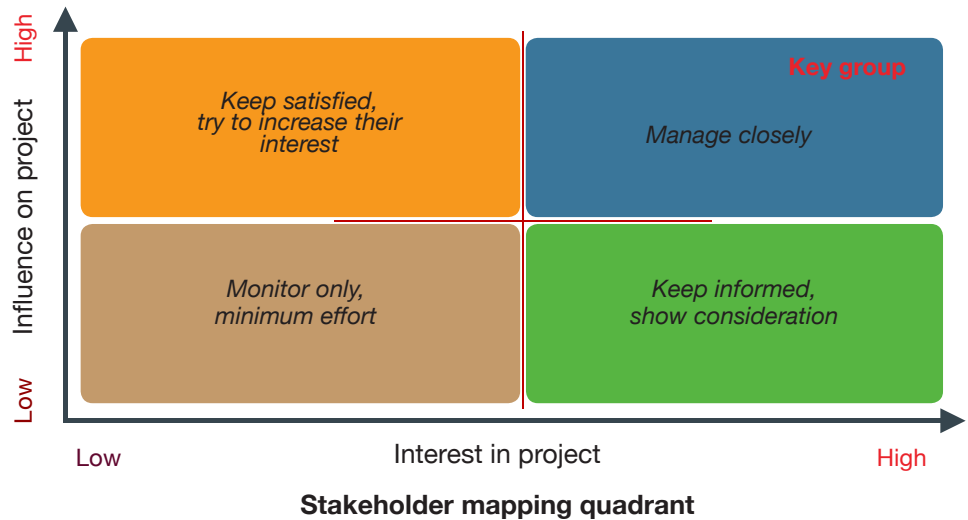 High
Influence on project
Low
Keep satisfied,
try to increase their
interest
Key group
Manage closely
Monitor only,
minimum effort
Keep informed,
show consideration
Low
Interest in project
High
Stakeholder mapping quadrant